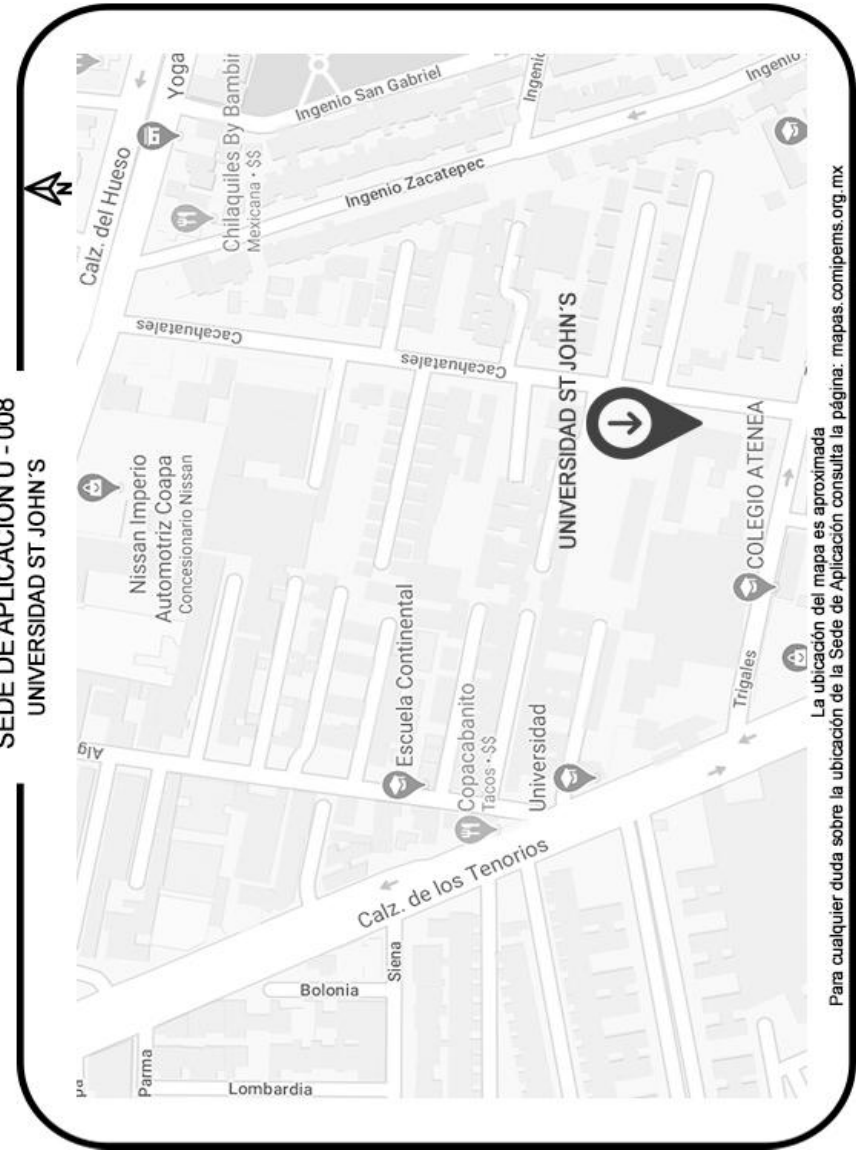 SEDE DE APLICACIÓN U - 008
UNIVERSIDAD ST JOHN´S
N
Calz. del Hueso
Yoga
Chilaquiles By Bambin
Mexicana · $$
Ingenio San Gabriel
Ingenio Zacatepec
Ingenio
Ingenio
Cacahuatales
Cacahuatales
Nissan Imperio
Automotriz Coapa
Concesionario Nissan
UNIVERSIDAD ST JOHN´S
COLEGIO ATENEA
Trigales
Alg
Escuela Continental
Copacabanito
Tacos · $$
Universidad
Calz. de los Tenorios
Siena
Bolonia
Parma
Lombardia
La ubicación del mapa es aproximada
Para cualquier duda sobre la ubicación de la Sede de Aplicación consulta la página: mapas.comipems.org.mx